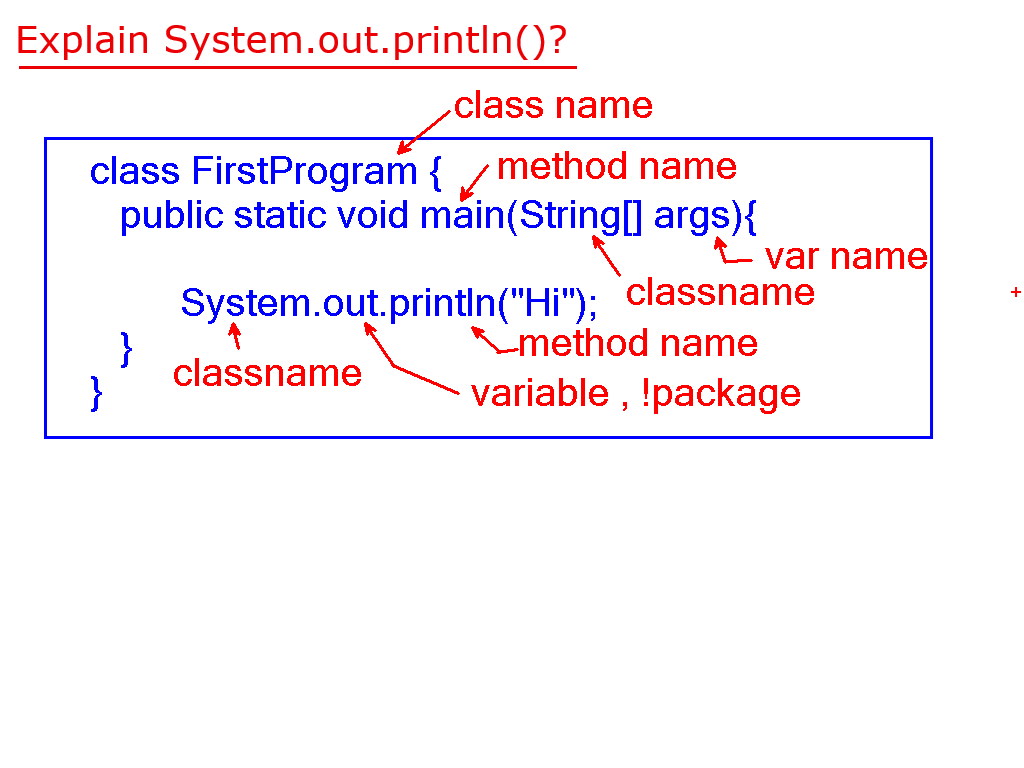 Explain System.out.println()?
class name
class FirstProgram {
method name
public static void main(String[] args){
var name
classname
System.out.println("Hi");
method name
}
classname
variable , !package
}